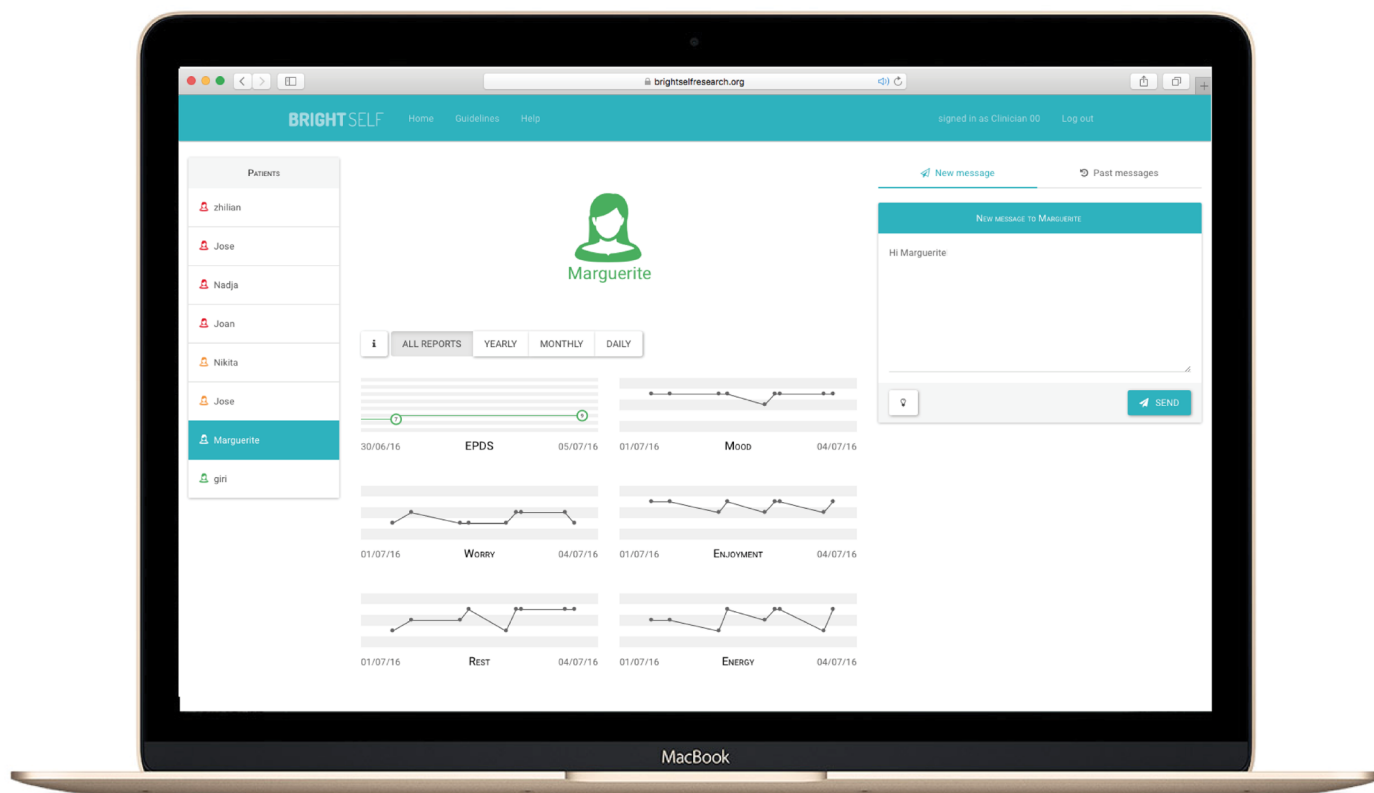 brightselfresearch.org
BRIGHTSELF Home Guidelines Help signed in as Clinician 00 Log out
PATIENTS
zhilian
Jose
Nadja
Joan
Nikita
Jose
Marguerite
giri
Marguerite
i ALL REPORTS YEARLY MONTHLY DAILY
7 9
30/06/16 EPDS 05/07/16
01/07/16 MOOD 04/07/16
01/07/16 WORRY 04/07/16
01/07/16 ENJOYMENT 04/07/16
01/07/16 REST 04/07/16
01/07/16 ENERGY 04/07/16
New message Past messages
NEW MESSAGE TO MARGUERITE
Hi Marguerite
SEND
MacBook